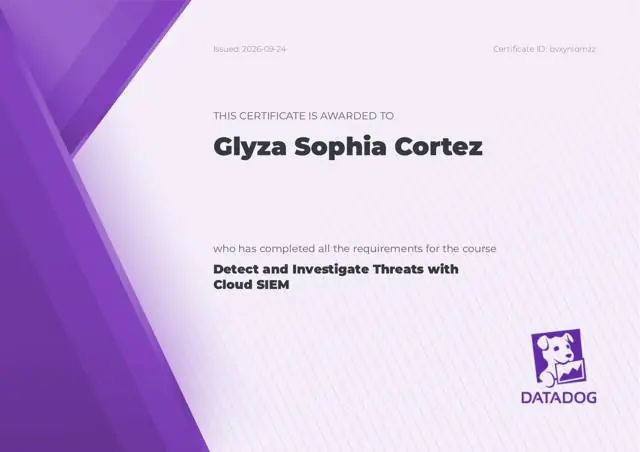 Issued: 2026-09-24
Certificate ID: bvxynlqmzz
THIS CERTIFICATE IS AWARDED TO
Glyza Sophia Cortez
who has completed all the requirements for the course
Detect and Investigate Threats with
Cloud SIEM
DATADOG